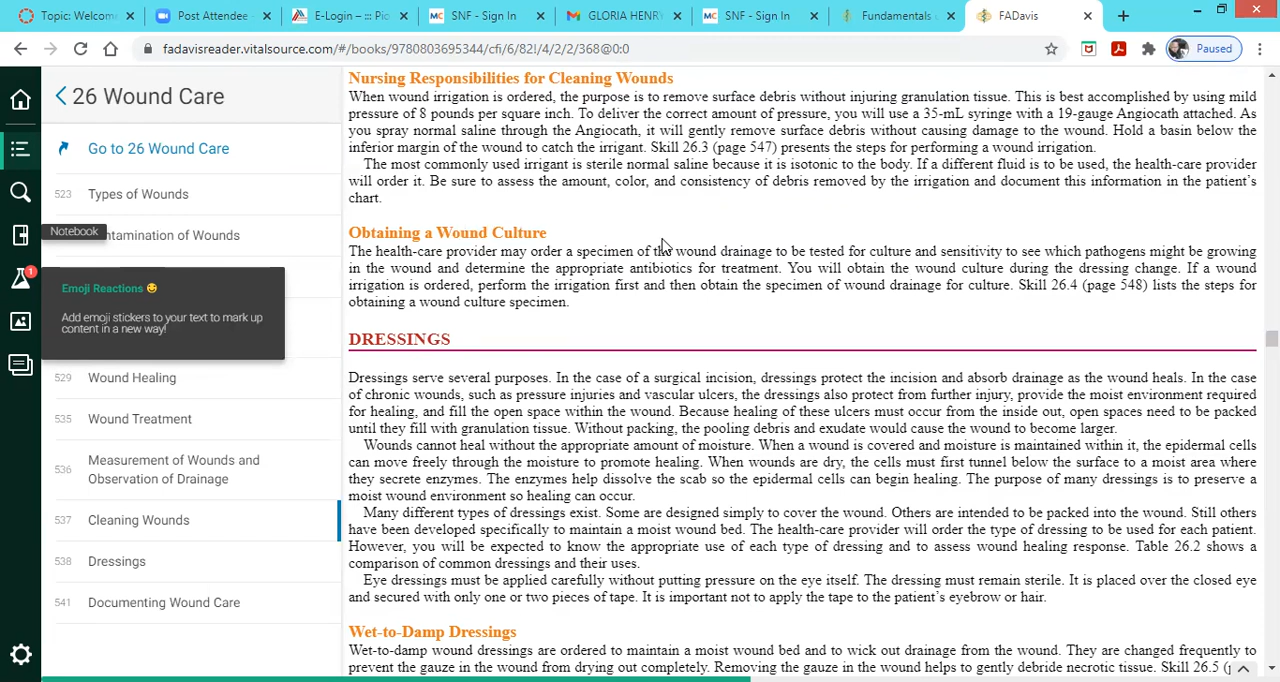 Topic: Welcome
Post Attendee -
E-Login – ::: Pio
SNF - Sign In
GLORIA HENR
SNF - Sign In
Fundamentals
FADavis
fadavisreader.vitalsource.com/#/books/9780803695344/cfi/6/82!/4/2/2/368@0:0
Paused
26 Wound Care
Go to 26 Wound Care
523 Types of Wounds
Notebook
ntamination of Wounds
1
Emoji Reactions 😀
Add emoji stickers to your text to mark up
content in a new way!
529 Wound Healing
535 Wound Treatment
536 Measurement of Wounds and
Observation of Drainage
537 Cleaning Wounds
538 Dressings
541 Documenting Wound Care
Nursing Responsibilities for Cleaning Wounds
When wound irrigation is ordered, the purpose is to remove surface debris without injuring granulation tissue. This is best accomplished by using mild
pressure of 8 pounds per square inch. To deliver the correct amount of pressure, you will use a 35-mL syringe with a 19-gauge Angiocath attached. As
you spray normal saline through the Angiocath, it will gently remove surface debris without causing damage to the wound. Hold a basin below the
inferior margin of the wound to catch the irrigant. Skill 26.3 (page 547) presents the steps for performing a wound irrigation.
The most commonly used irrigant is sterile normal saline because it is isotonic to the body. If a different fluid is to be used, the health-care provider
will order it. Be sure to assess the amount, color, and consistency of debris removed by the irrigation and document this information in the patient's
chart.
Obtaining a Wound Culture
The health-care provider may order a specimen of the wound drainage to be tested for culture and sensitivity to see which pathogens might be growing
in the wound and determine the appropriate antibiotics for treatment. You will obtain the wound culture during the dressing change. If a wound
irrigation is ordered, perform the irrigation first and then obtain the specimen of wound drainage for culture. Skill 26.4 (page 548) lists the steps for
obtaining a wound culture specimen.
DRESSINGS
Dressings serve several purposes. In the case of a surgical incision, dressings protect the incision and absorb drainage as the wound heals. In the case
of chronic wounds, such as pressure injuries and vascular ulcers, the dressings also protect from further injury, provide the moist environment required
for healing, and fill the open space within the wound. Because healing of these ulcers must occur from the inside out, open spaces need to be packed
until they fill with granulation tissue. Without packing, the pooling debris and exudate would cause the wound to become larger.
Wounds cannot heal without the appropriate amount of moisture. When a wound is covered and moisture is maintained within it, the epidermal cells
can move freely through the moisture to promote healing. When wounds are dry, the cells must first tunnel below the surface to a moist area where
they secrete enzymes. The enzymes help dissolve the scab so the epidermal cells can begin healing. The purpose of many dressings is to preserve a
moist wound environment so healing can occur.
Many different types of dressings exist. Some are designed simply to cover the wound. Others are intended to be packed into the wound. Still others
have been developed specifically to maintain a moist wound bed. The health-care provider will order the type of dressing to be used for each patient.
However, you will be expected to know the appropriate use of each type of dressing and to assess wound healing response. Table 26.2 shows a
comparison of common dressings and their uses.
Eye dressings must be applied carefully without putting pressure on the eye itself. The dressing must remain sterile. It is placed over the closed eye
and secured with only one or two pieces of tape. It is important not to apply the tape to the patient's eyebrow or hair.
Wet-to-Damp Dressings
Wet-to-damp wound dressings are ordered to maintain a moist wound bed and to wick out drainage from the wound. They are changed frequently to
prevent the gauze in the wound from drying out completely. Removing the gauze in the wound helps to gently debride necrotic tissue. Skill 26.5 (